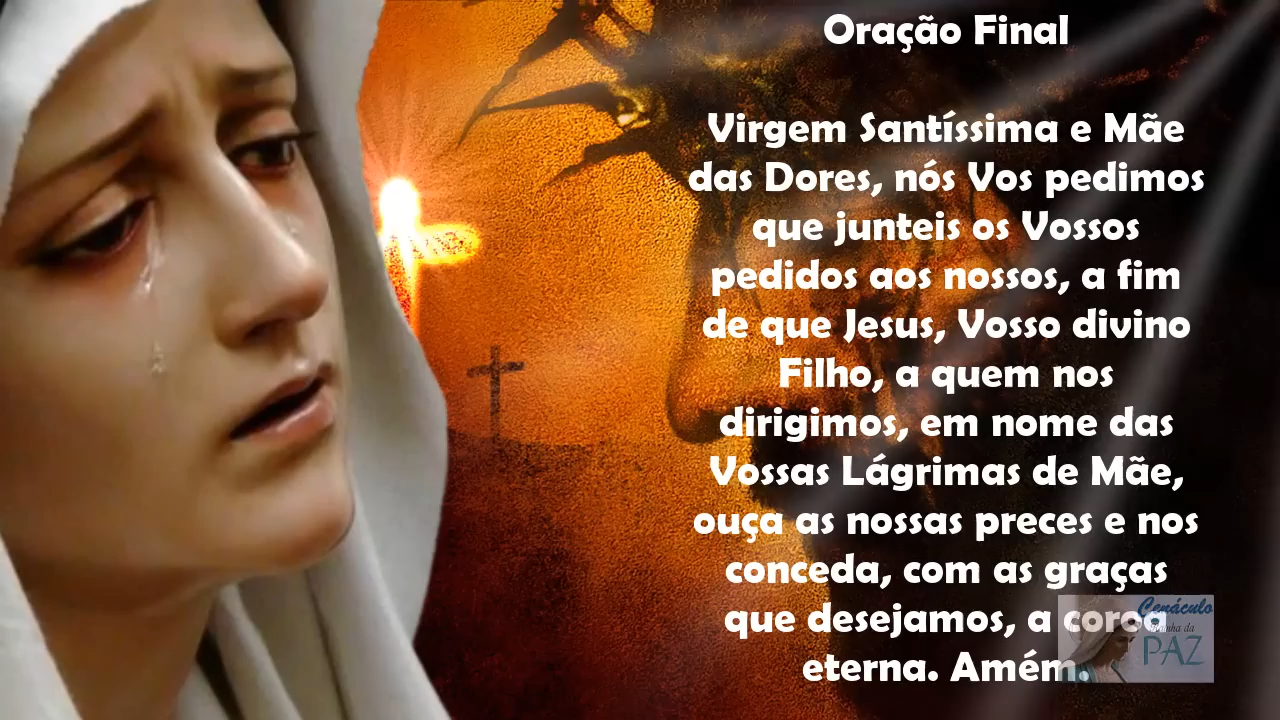 Oração Final
Virgem Santíssima e Mãe
das Dores, nós Vos pedimos
que junteis os Vossos
pedidos aos nossos, a fim
de que Jesus, Vosso divino
Filho, a quem nos
dirigimos, em nome das
Vossas Lágrimas de Mãe,
ouça as nossas preces e nos
conceda, com as graças
que desejamos, a coroa
eterna. Amém.
Cenáculo
Rainha da
PAZ